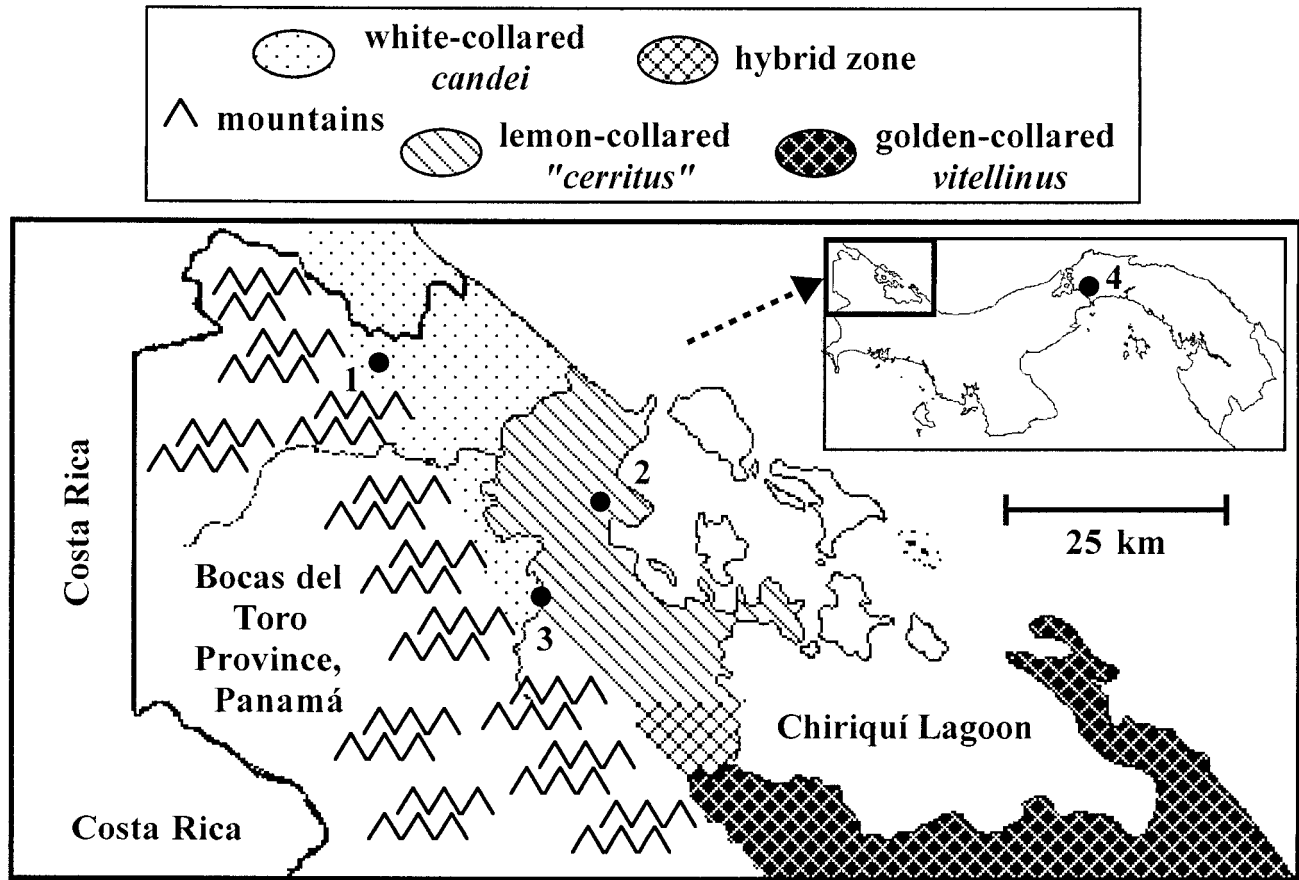 white-collared
candei
hybrid zone
mountains
lemon-collared
"cerritus"
golden-collared
vitellinus
4
1
2
25 km
Costa Rica
Bocas del
Toro
Province,
Panamá
3
Chiriquí Lagoon
Costa Rica